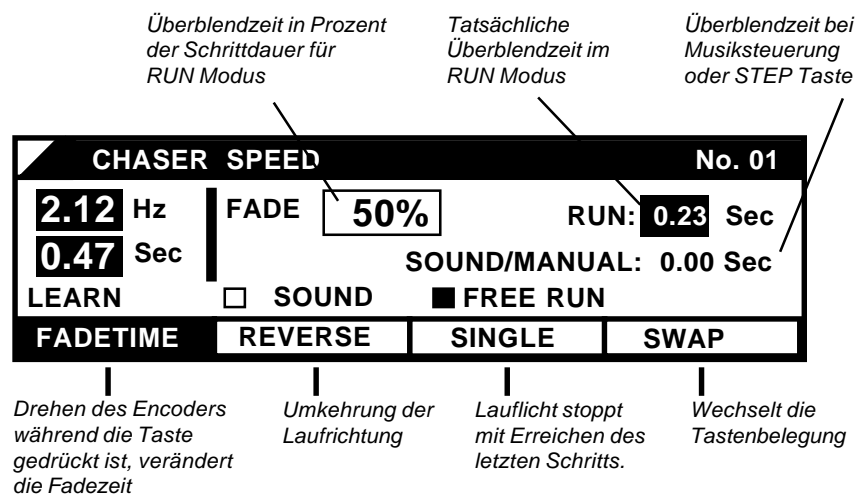 Überblendzeit in Prozent
der Schrittdauer für
RUN Modus
Tatsächliche
Überblendzeit im
RUN Modus
Überblendzeit bei
Musiksteuerung
oder STEP Taste
CHASER SPEED No. 01
2.12 Hz FADE 50% RUN: 0.23 Sec
0.47 Sec SOUND/MANUAL: 0.00 Sec
LEARN SOUND FREE RUN
FADETIME REVERSE SINGLE SWAP
Drehen des Encoders
während die Taste
gedrückt ist, verändert
die Fadezeit
Umkehrung der
Laufrichtung
Lauflicht stoppt
mit Erreichen des
letzten Schritts.
Wechselt die
Tastenbelegung